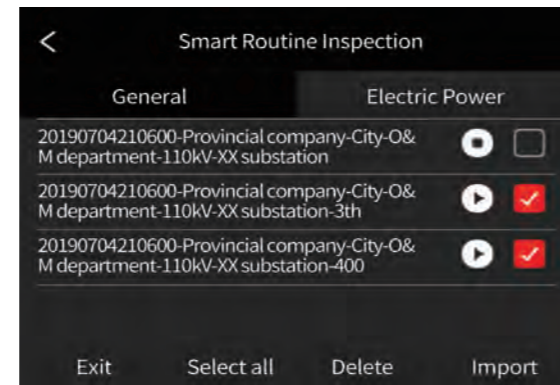 Smart Routine Inspection
General Electric Power
20190704210600-Provincial company-City-O&
M department-110kV-XX substation
20190704210600-Provincial company-City-O&
M department-110kV-XX substation-3th
20190704210600-Provincial company-City-O&
M department-110kV-XX substation-400
Exit Select all Delete Import